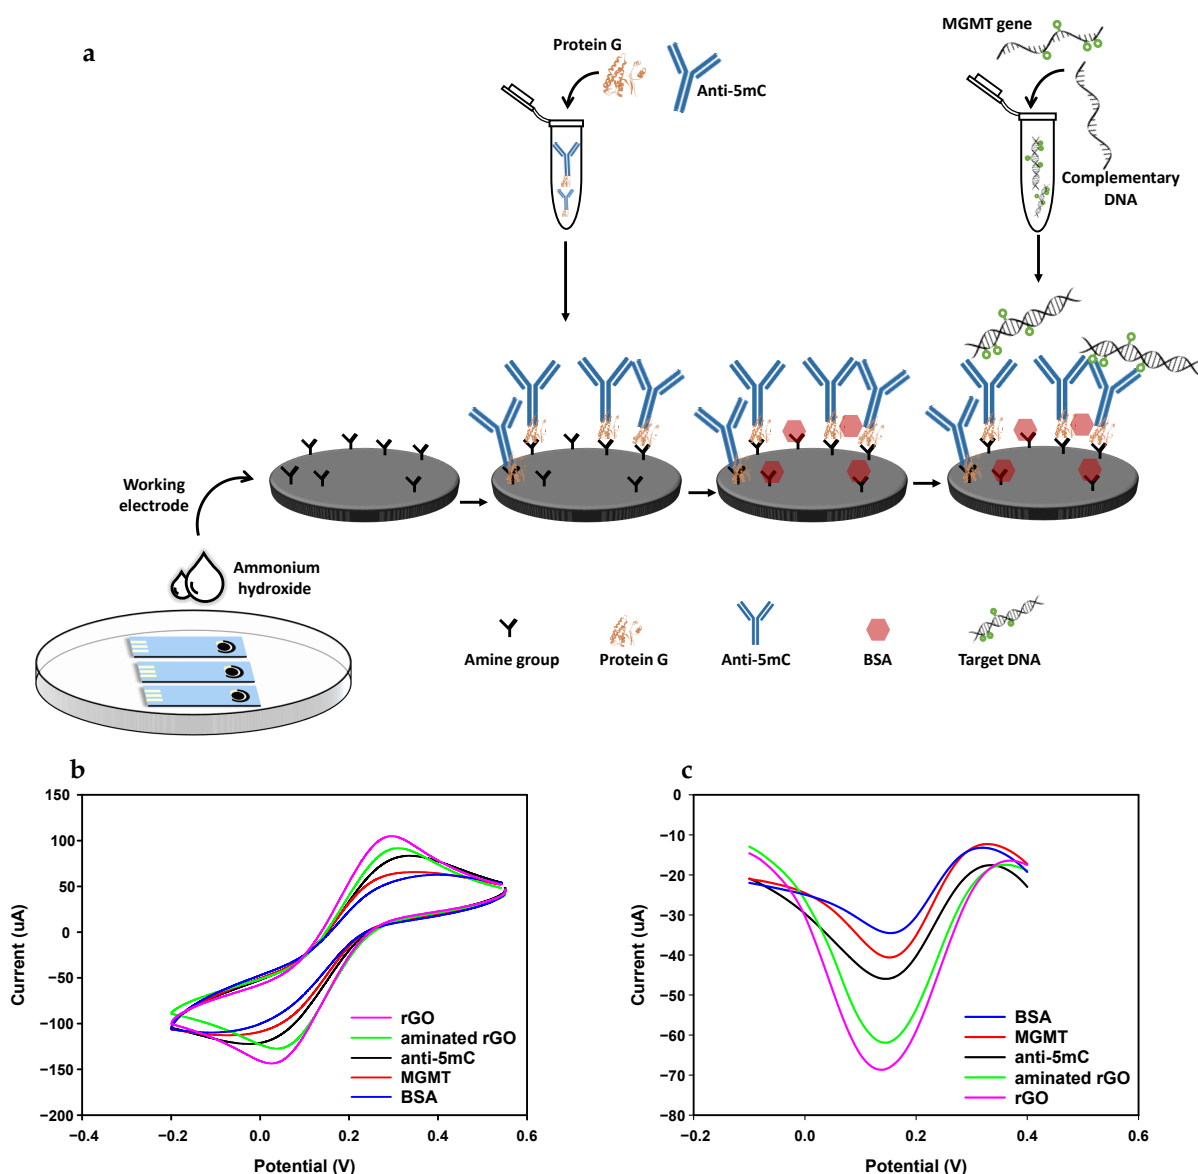 a
Protein G
Anti-5mC
MGMT gene
Complementary
DNA
Working
electrode
Ammonium
hydroxide
Amine group
Protein G
Anti-5mC
BSA
Target DNA
b
150
100
50
0
−50
−100
−150
−200
Current (uA)
−0.4
−0.2
0.0
0.2
0.4
0.6
Potential (V)
rGO
aminated rGO
anti-5mC
MGMT
BSA
c
0
−10
−20
−30
−40
−50
−60
−70
−80
Current (uA)
−0.2
0.0
0.2
0.4
0.6
Potential (V)
BSA
MGMT
anti-5mC
aminated rGO
rGO